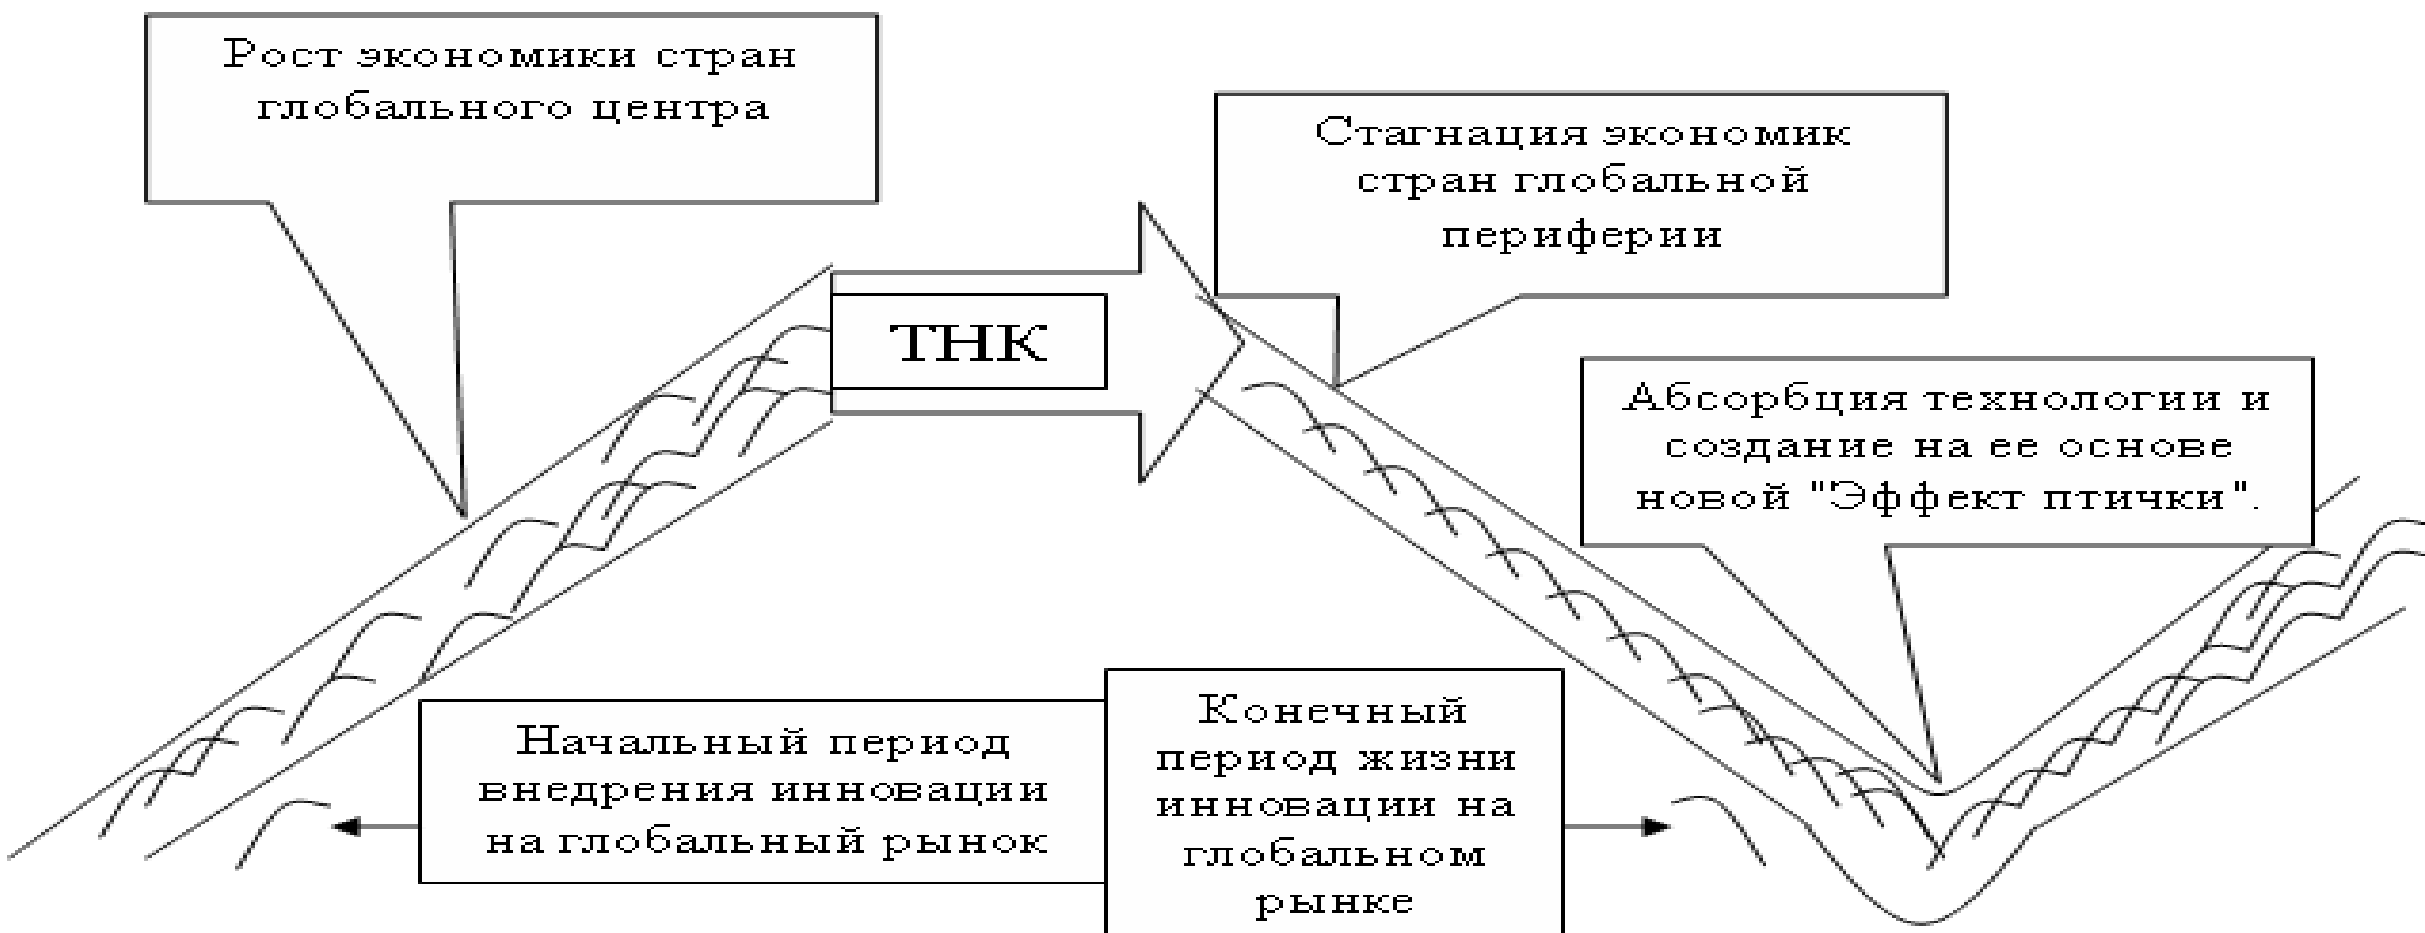 Рост экономики стран
глобального центра
Стагнация экономик
стран глобальной
периферии
ТНК
Абсорбция технологии и
создание на ее основе
новой "Эффект птички".
Начальный период
внедрения инновации
на глобальный рынок
Конечный
период жизни
инновации на
глобальном
рынке